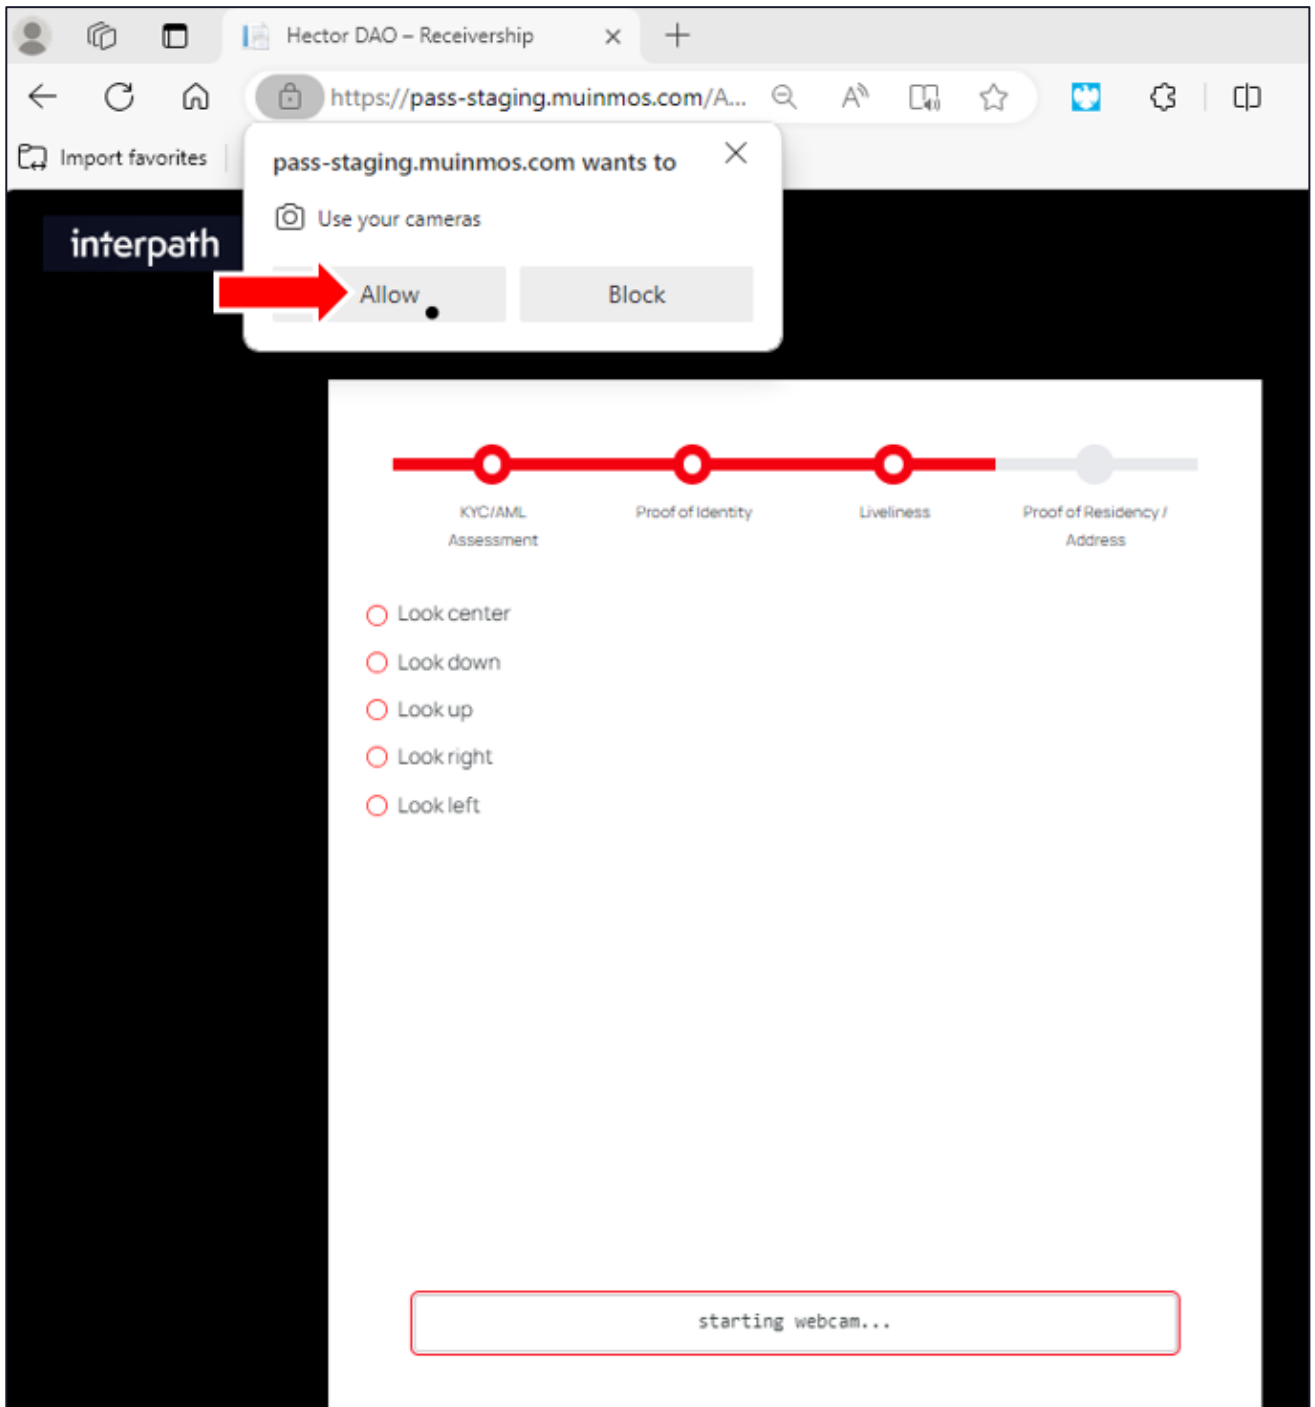 Hector DAO – Receivership
https://pass-staging.muinmos.com/A...
Import favorites
pass-staging.muinmos.com wants to
Use your cameras
Allow
Block
interpath
KYC/AML
Assessment
Proof of Identity
Liveliness
Proof of Residency /
Address
Look center
Look down
Look up
Look right
Look left
starting webcam...